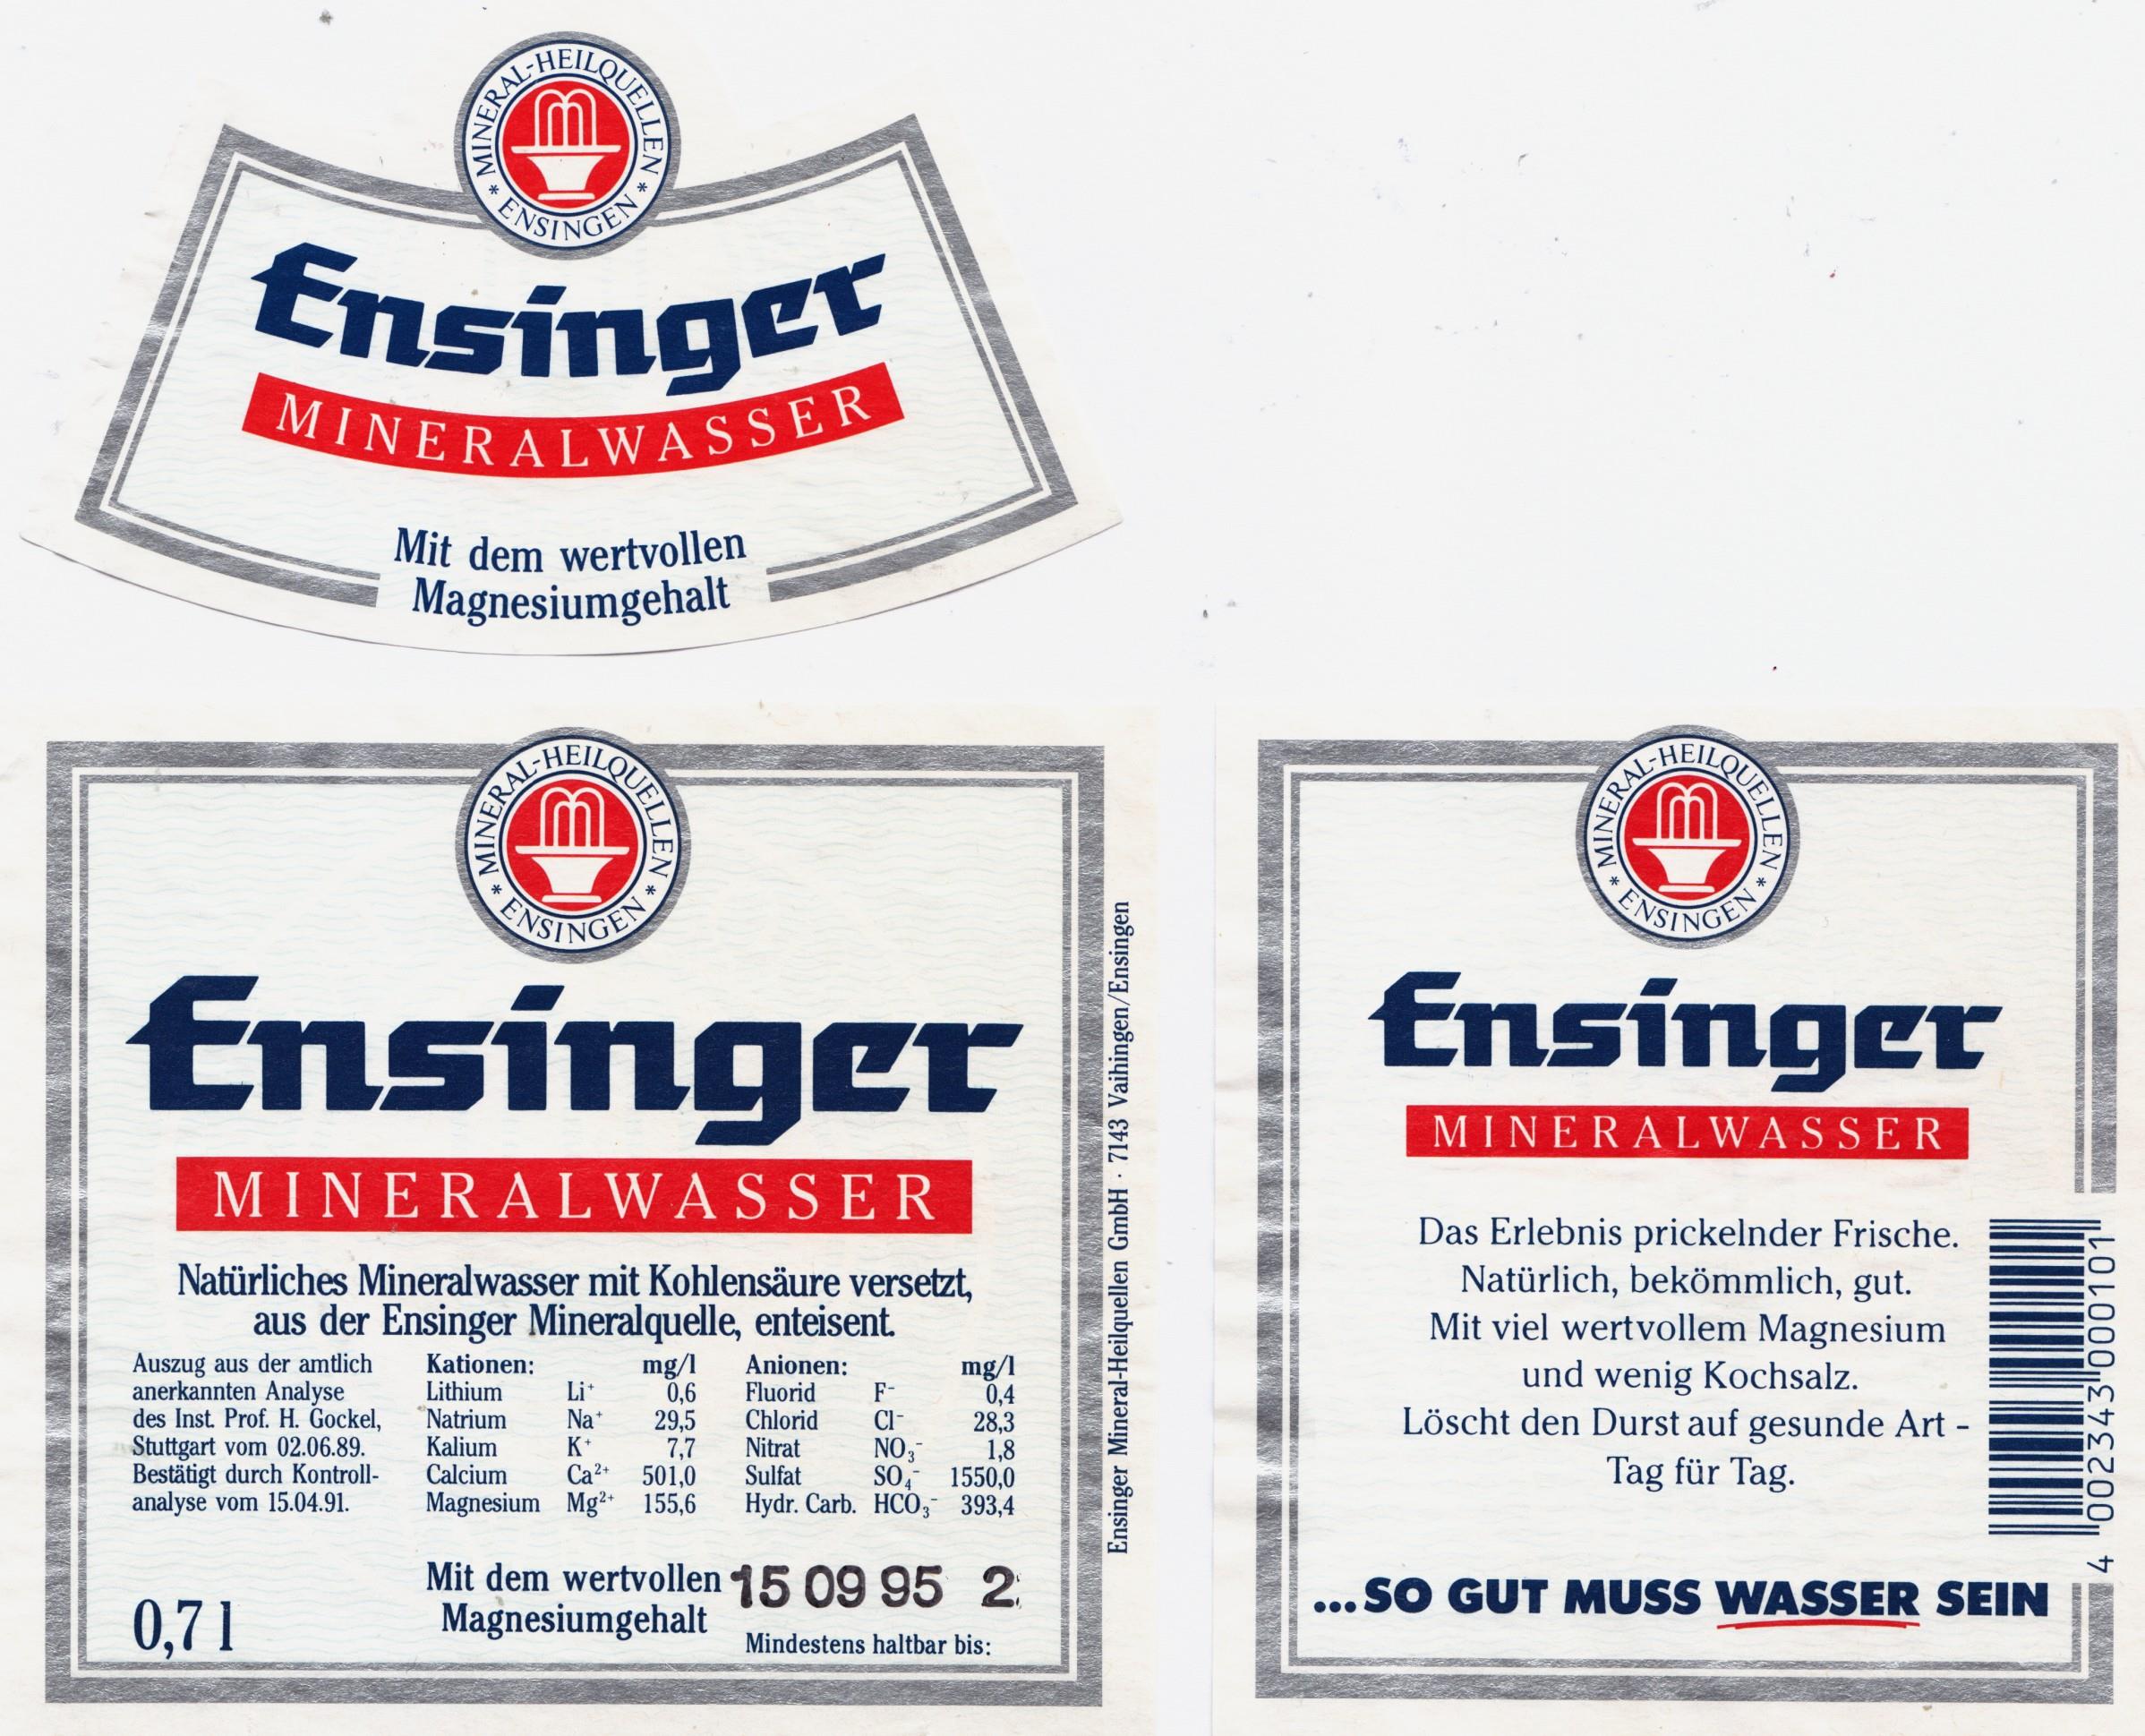 MINERAL-HEILQUELLEN
* ENSINGEN *
Ensinger
MINERALWASSER
Mit dem wertvollen
Magnesiumgehalt
MINERAL-HEILQUELLEN
* ENSINGEN *
Ensinger
MINERALWASSER
Natürliches Mineralwasser mit Kohlensäure versetzt,
aus der Ensinger Mineralquelle, enteisent.
Auszug aus der amtlich
anerkannten Analyse
des Inst. Prof. H. Gockel,
Stuttgart vom 02.06.89.
Bestätigt durch Kontroll-
analyse vom 15.04.91.
Kationen: mg/l
Lithium Li⁺ 0,6
Natrium Na⁺ 29,5
Kalium K⁺ 7,7
Calcium Ca²⁺ 501,0
Magnesium Mg²⁺ 155,6
Anionen: mg/l
Fluorid F⁻ 0,4
Chlorid Cl⁻ 28,3
Nitrat NO₃⁻ 1,8
Sulfat SO₄⁻ 1550,0
Hydr. Carb. HCO₃⁻ 393,4
0,7 l
Mit dem wertvollen
Magnesiumgehalt
15 09 95 2
Mindestens haltbar bis:
Ensinger Mineral-Heilquellen GmbH · 7143 Vaihingen/Ensingen
MINERAL-HEILQUELLEN
* ENSINGEN *
Ensinger
MINERALWASSER
Das Erlebnis prickelnder Frische.
Natürlich, bekömmlich, gut.
Mit viel wertvollem Magnesium
und wenig Kochsalz.
Löscht den Durst auf gesunde Art -
Tag für Tag.
...SO GUT MUSS WASSER SEIN
4 002343 000101